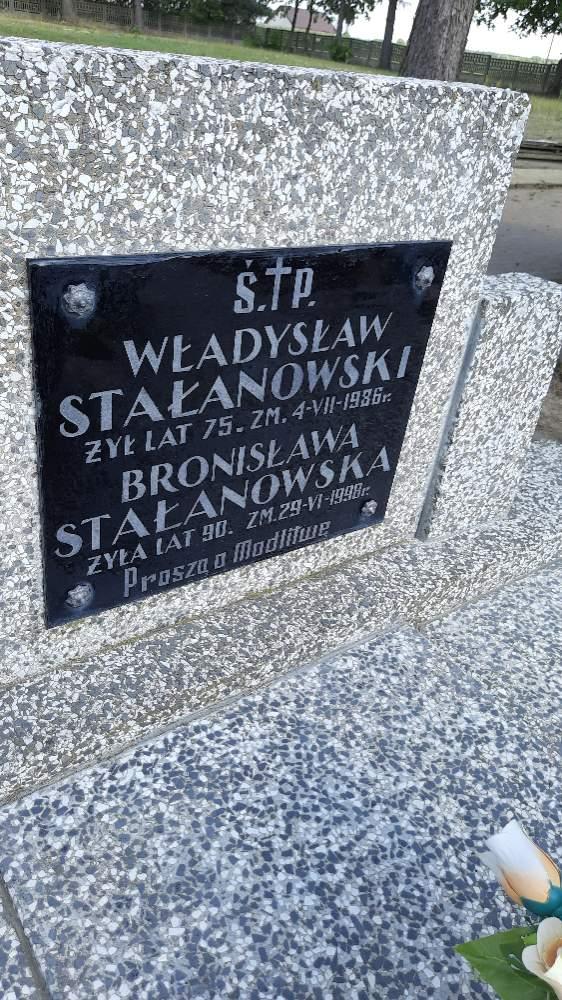 Ś.†P.
WŁADYSŁAW
STAŁANOWSKI
ŻYŁ LAT 75. ZM. 4-VII-1986r.
BRONISŁAWA
STAŁANOWSKA
ŻYŁA LAT 90. ZM. 29-VI-1998r.
Proszą o Modlitwę